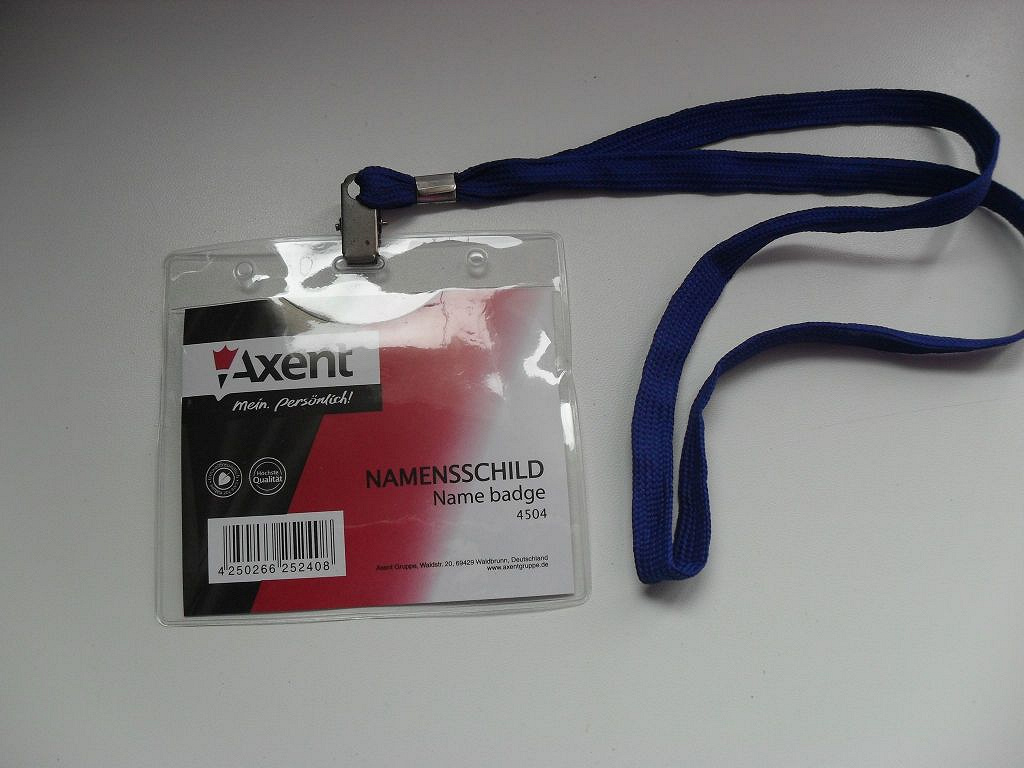 Axent
mein. persönlich!
Höchste
Qualität
NAMENSSCHILD
Name badge
4504
4 250266 252408
Axent Gruppe, Waldstr. 20, 69429 Waldbrunn, Deutschland
www.axentgruppe.de